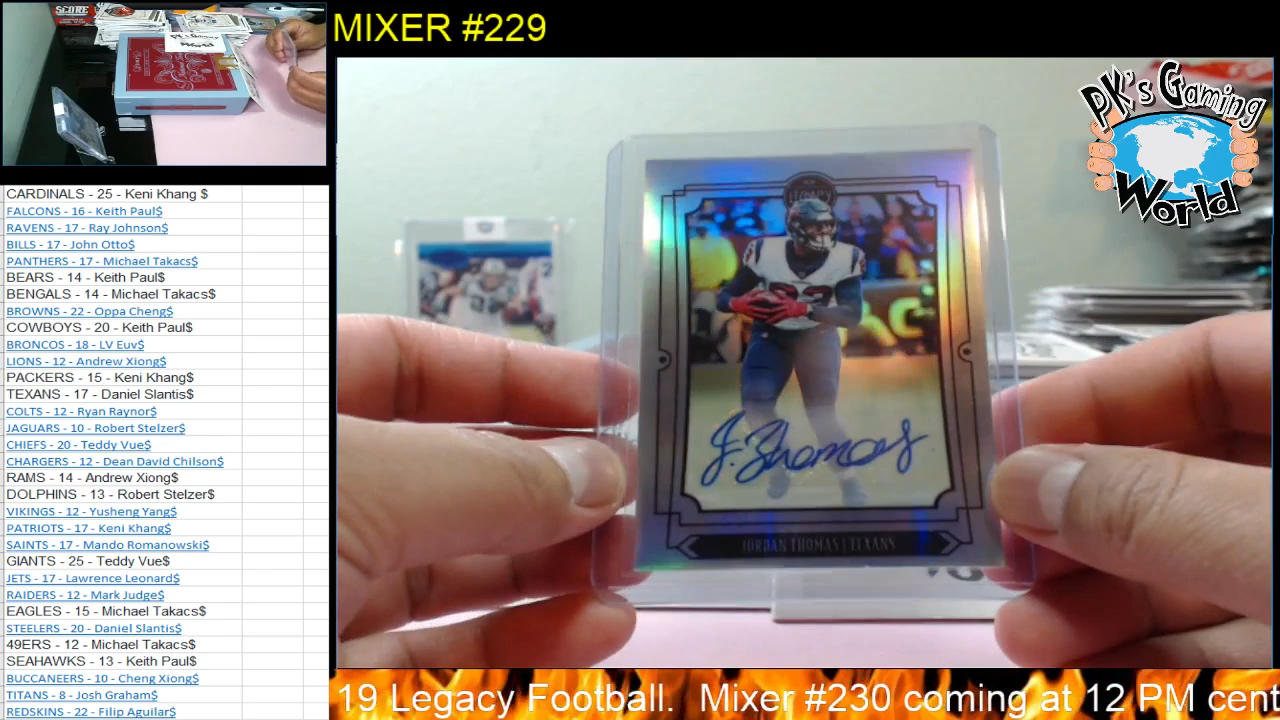 MIXER #229
PK's Gaming
World
SCORE
CARDINALS - 25 - Keni Khang $
FALCONS - 16 - Keith Paul$
RAVENS - 17 - Ray Johnson$
BILLS - 17 - John Otto$
PANTHERS - 17 - Michael Takacs$
BEARS - 14 - Keith Paul$
BENGALS - 14 - Michael Takacs$
BROWNS - 22 - Oppa Cheng$
COWBOYS - 20 - Keith Paul$
BRONCOS - 18 - LV Euv$
LIONS - 12 - Andrew Xiong$
PACKERS - 15 - Keni Khang$
TEXANS - 17 - Daniel Slantis$
COLTS - 12 - Ryan Raynor$
JAGUARS - 10 - Robert Stelzer$
CHIEFS - 20 - Teddy Vue$
CHARGERS - 12 - Dean David Chilson$
RAMS - 14 - Andrew Xiong$
DOLPHINS - 13 - Robert Stelzer$
VIKINGS - 12 - Yusheng Yang$
PATRIOTS - 17 - Keni Khang$
SAINTS - 17 - Mando Romanowski$
GIANTS - 25 - Teddy Vue$
JETS - 17 - Lawrence Leonard$
RAIDERS - 12 - Mark Judge$
EAGLES - 15 - Michael Takacs$
STEELERS - 20 - Daniel Slantis$
49ERS - 12 - Michael Takacs$
SEAHAWKS - 13 - Keith Paul$
BUCCANEERS - 10 - Cheng Xiong$
TITANS - 8 - Josh Graham$
REDSKINS - 22 - Filip Aguilar$
LEGACY
J. Thomas
JORDAN THOMAS | TEXANS
19 Legacy Football. Mixer #230 coming at 12 PM cent